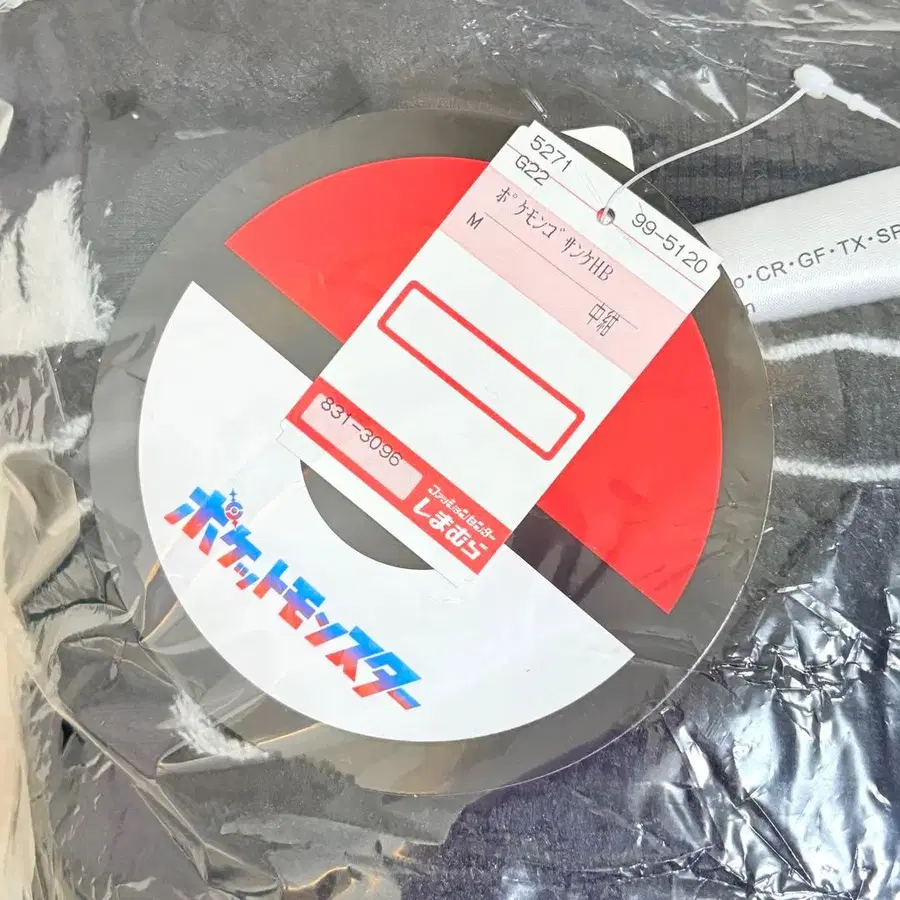 5271
G22
99-5120
ポケモンゴサンケHB
M
中紺
831-3096
ファッションセンター
しまむら
ポケットモンスター
o・CR・GF・TX・SP